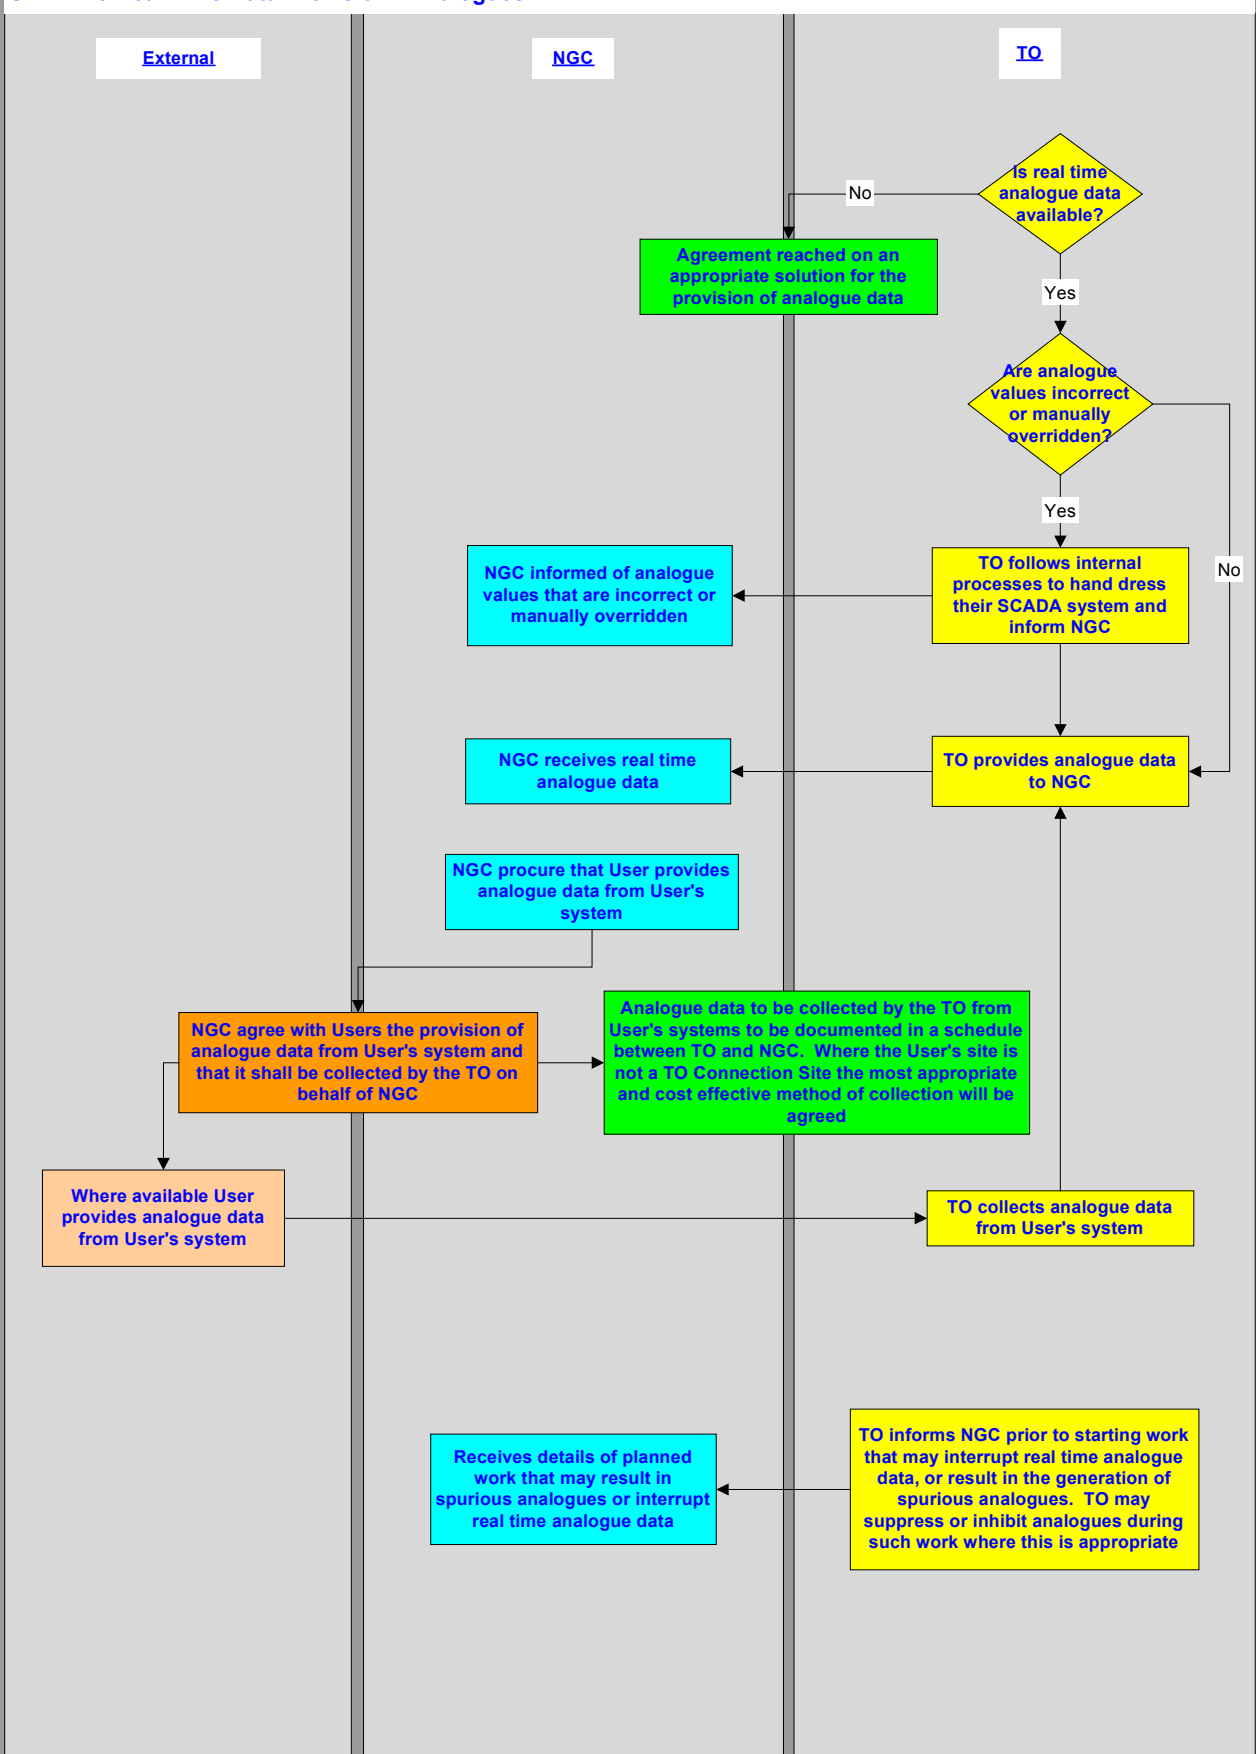 External
NGC
TO
Is real time
analogue data
available?
No
Agreement reached on an
appropriate solution for the
provision of analogue data
Yes
Are analogue
values incorrect
or manually
overridden?
Yes
No
TO follows internal
processes to hand dress
their SCADA system and
inform NGC
NGC informed of analogue
values that are incorrect or
manually overridden
NGC receives real time
analogue data
TO provides analogue data
to NGC
NGC procure that User provides
analogue data from User's
system
NGC agree with Users the provision of
analogue data from User's system and
that it shall be collected by the TO on
behalf of NGC
Analogue data to be collected by the TO from
User's systems to be documented in a schedule
between TO and NGC.  Where the User's site is
not a TO Connection Site the most appropriate
and cost effective method of collection will be
agreed
Where available User
provides analogue data
from User's system
TO collects analogue data
from User's system
Receives details of planned
work that may result in
spurious analogues or interrupt
real time analogue data
TO informs NGC prior to starting work
that may interrupt real time analogue
data, or result in the generation of
spurious analogues.  TO may
suppress or inhibit analogues during
such work where this is appropriate